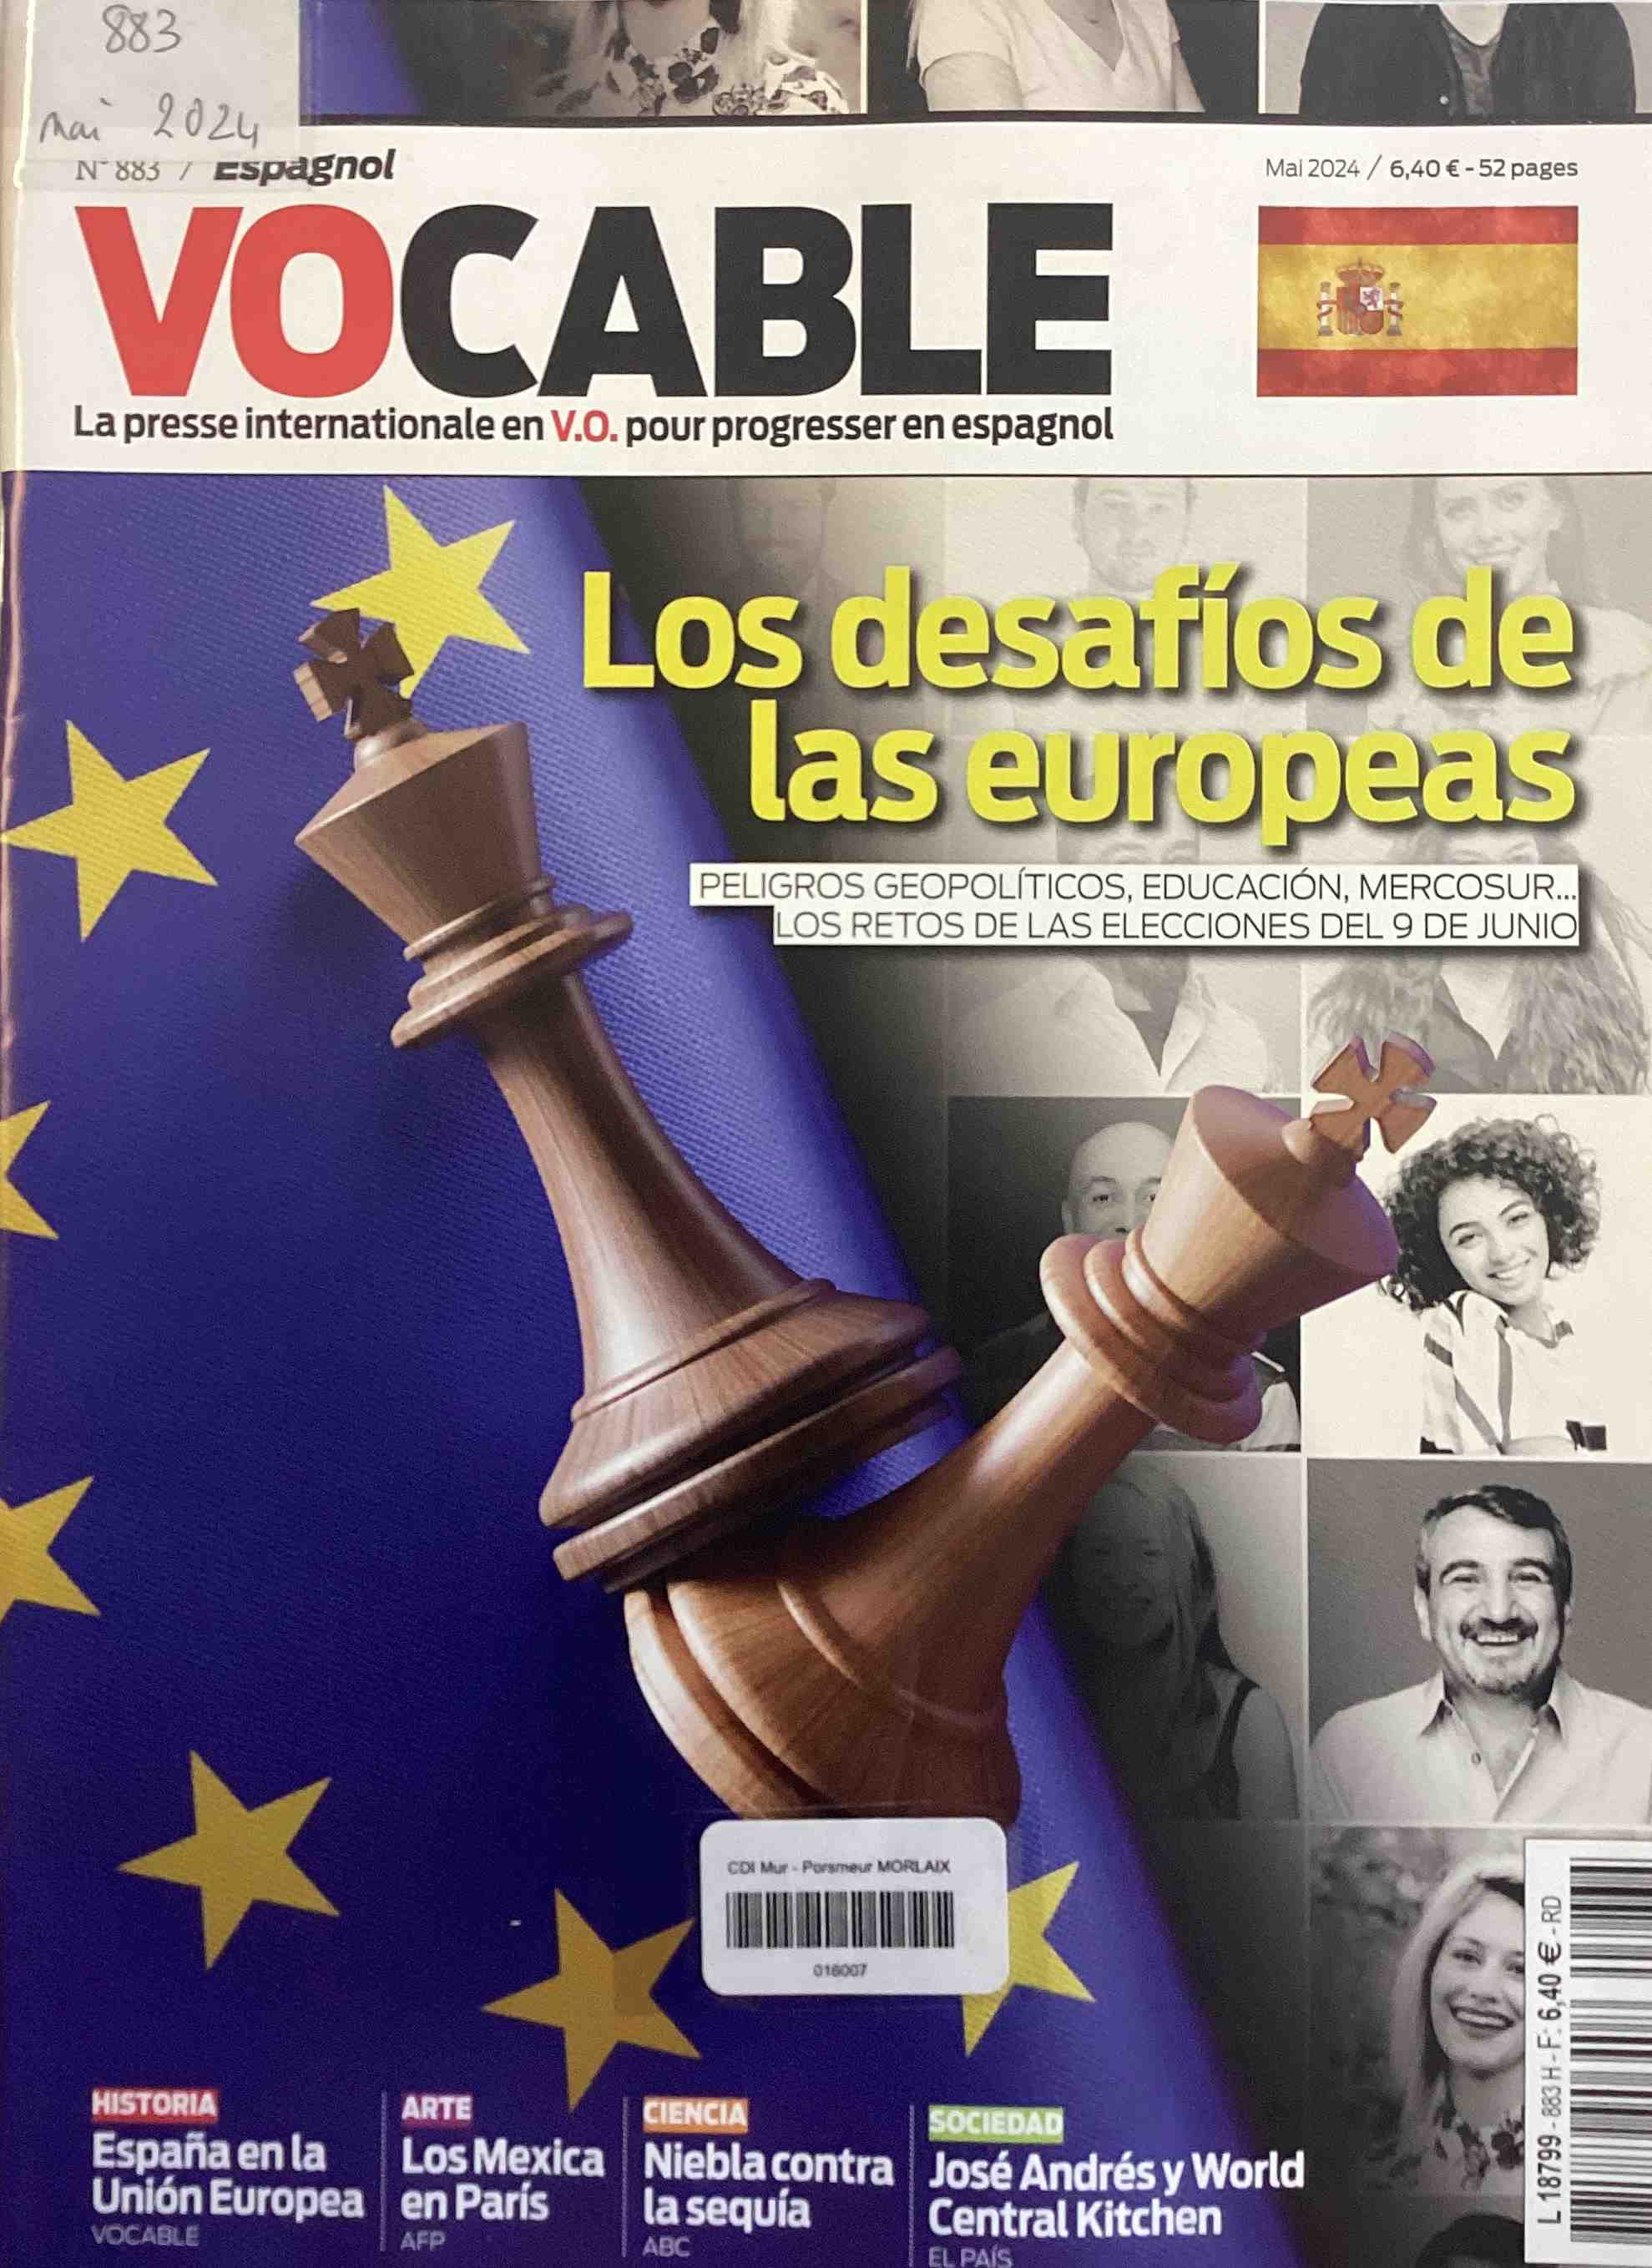 883
mai 2024
N° 883 / Espagnol
Mai 2024 / 6,40 € - 52 pages
VOCABLE
La presse internationale en V.O. pour progresser en espagnol
Los desafíos de
las europeas
PELIGROS GEOPOLÍTICOS, EDUCACIÓN, MERCOSUR...
LOS RETOS DE LAS ELECCIONES DEL 9 DE JUNIO
CDI Mur - Porsmeur MORLAIX
016007
HISTORIA
España en la
Unión Europea
VOCABLE
ARTE
Los Mexica
en París
AFP
CIENCIA
Niebla contra
la sequía
ABC
SOCIEDAD
José Andrés y World
Central Kitchen
EL PAÍS
L 18799 - 883 H - F: 6,40 € - RD